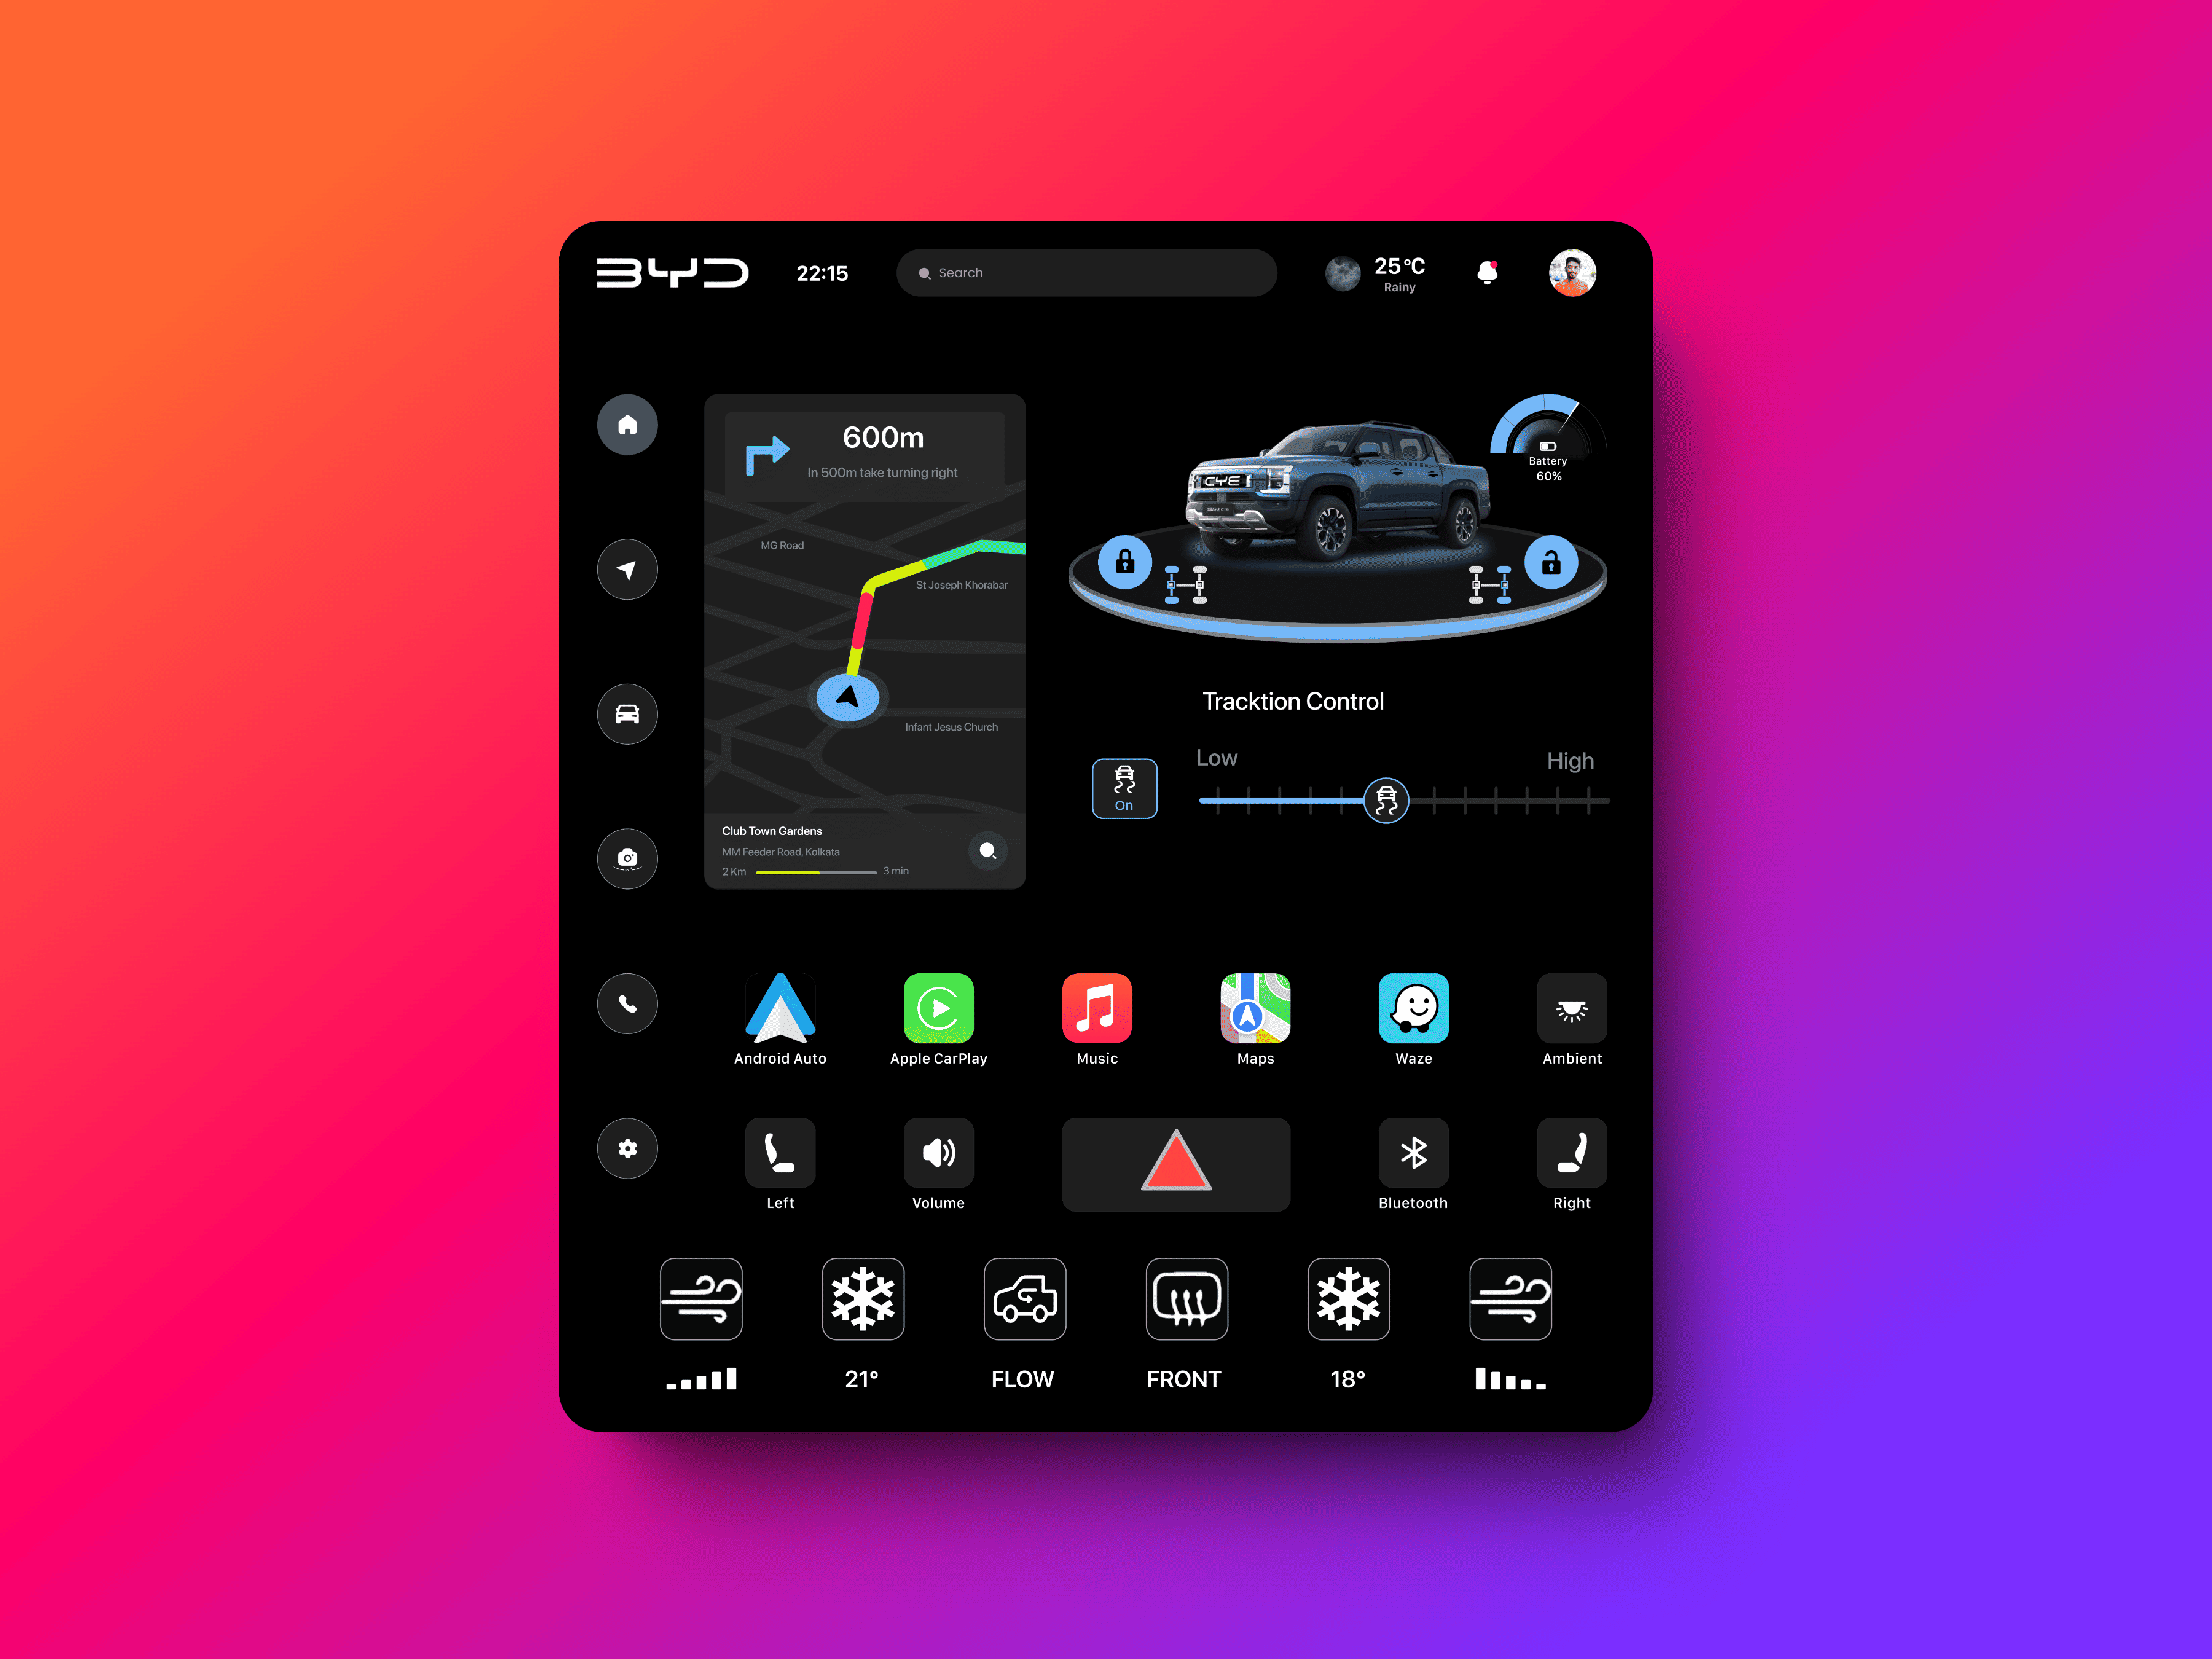 BYD
22:15
Search
25°C
Rainy
600m
In 500m take turning right
MG Road
St Joseph Khorabar
Infant Jesus Church
Club Town Gardens
MM Feeder Road, Kolkata
2 Km
3 min
CYE
Battery
60%
Tracktion Control
Low
High
On
Android Auto
Apple CarPlay
Music
Maps
Waze
Ambient
Left
Volume
Bluetooth
Right
21°
FLOW
FRONT
18°